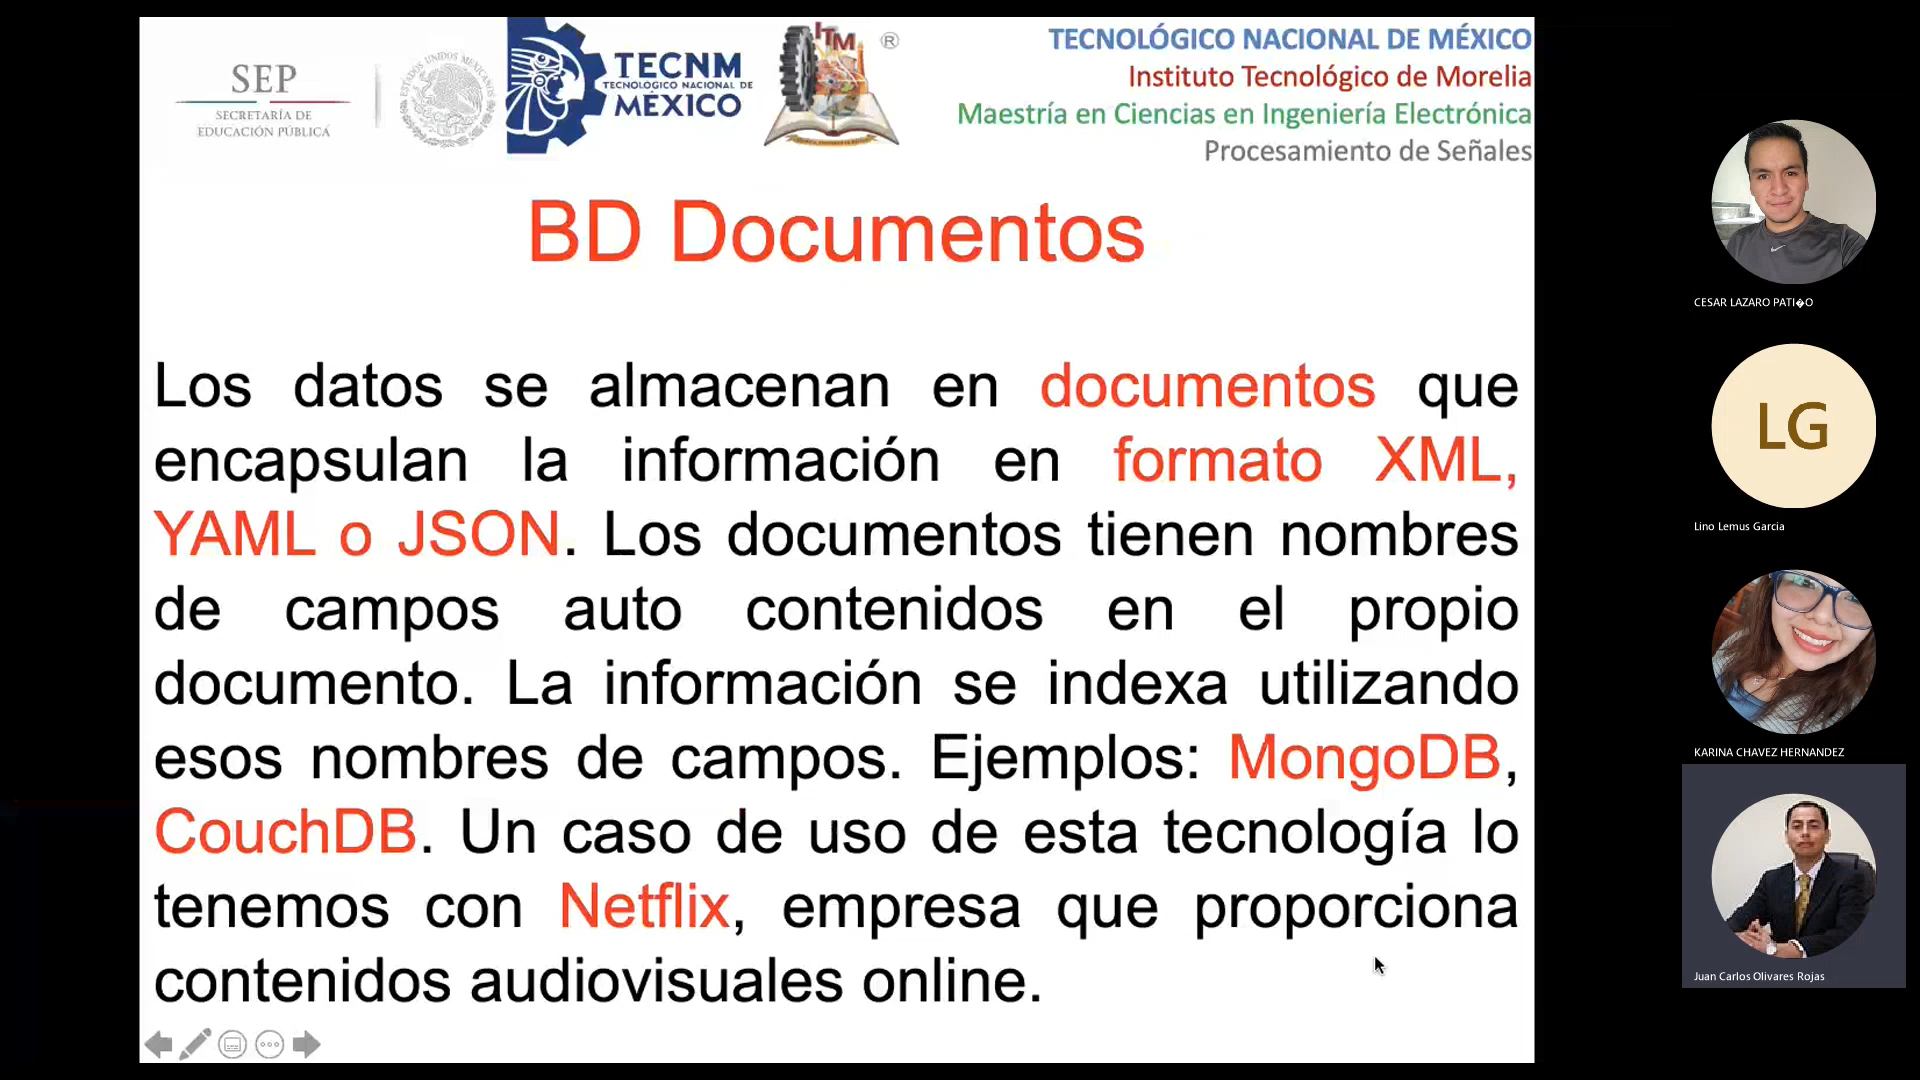 SEP
SECRETARÍA DE
EDUCACIÓN PÚBLICA
ESTADOS UNIDOS MEXICANOS
TECNM
TECNOLÓGICO NACIONAL DE
MÉXICO
ITM
®
TECNOLÓGICO NACIONAL DE MÉXICO
Instituto Tecnológico de Morelia
Maestría en Ciencias en Ingeniería Electrónica
Procesamiento de Señales
BD Documentos
Los datos se almacenan en documentos que
encapsulan la información en formato XML,
YAML o JSON. Los documentos tienen nombres
de campos auto contenidos en el propio
documento. La información se indexa utilizando
esos nombres de campos. Ejemplos: MongoDB,
CouchDB. Un caso de uso de esta tecnología lo
tenemos con Netflix, empresa que proporciona
contenidos audiovisuales online.
CESAR LAZARO PATI�O
LG
Lino Lemus Garcia
KARINA CHAVEZ HERNANDEZ
Juan Carlos Olivares Rojas